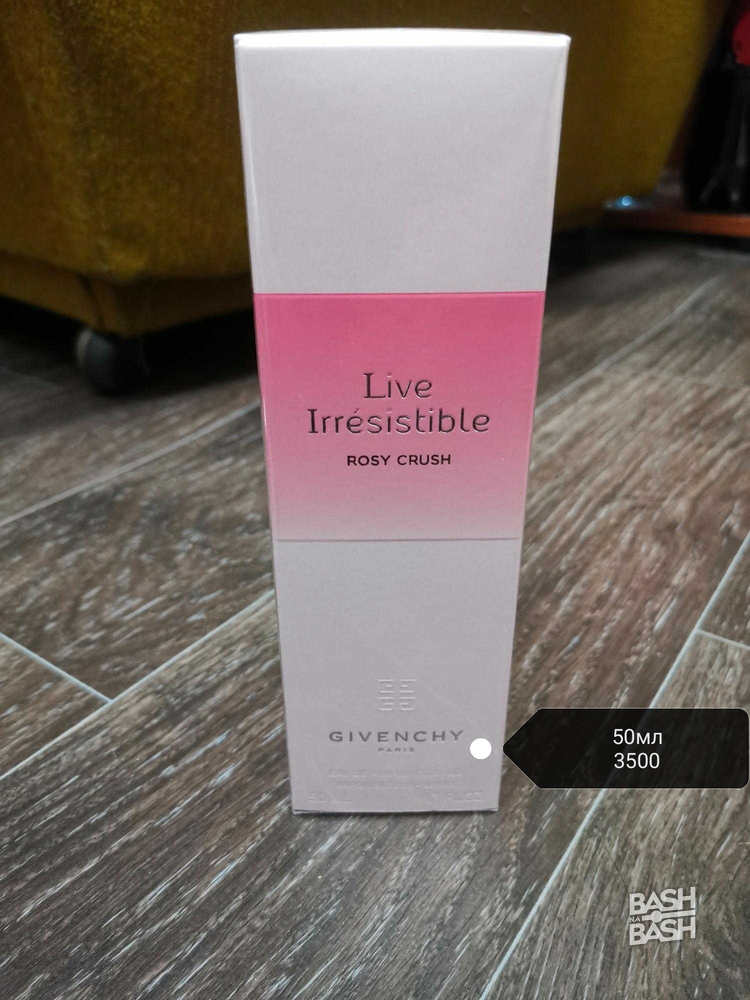 Live
Irrésistible
ROSY CRUSH
GIVENCHY
PARIS
50мл
3500
BASH
NA
BASH